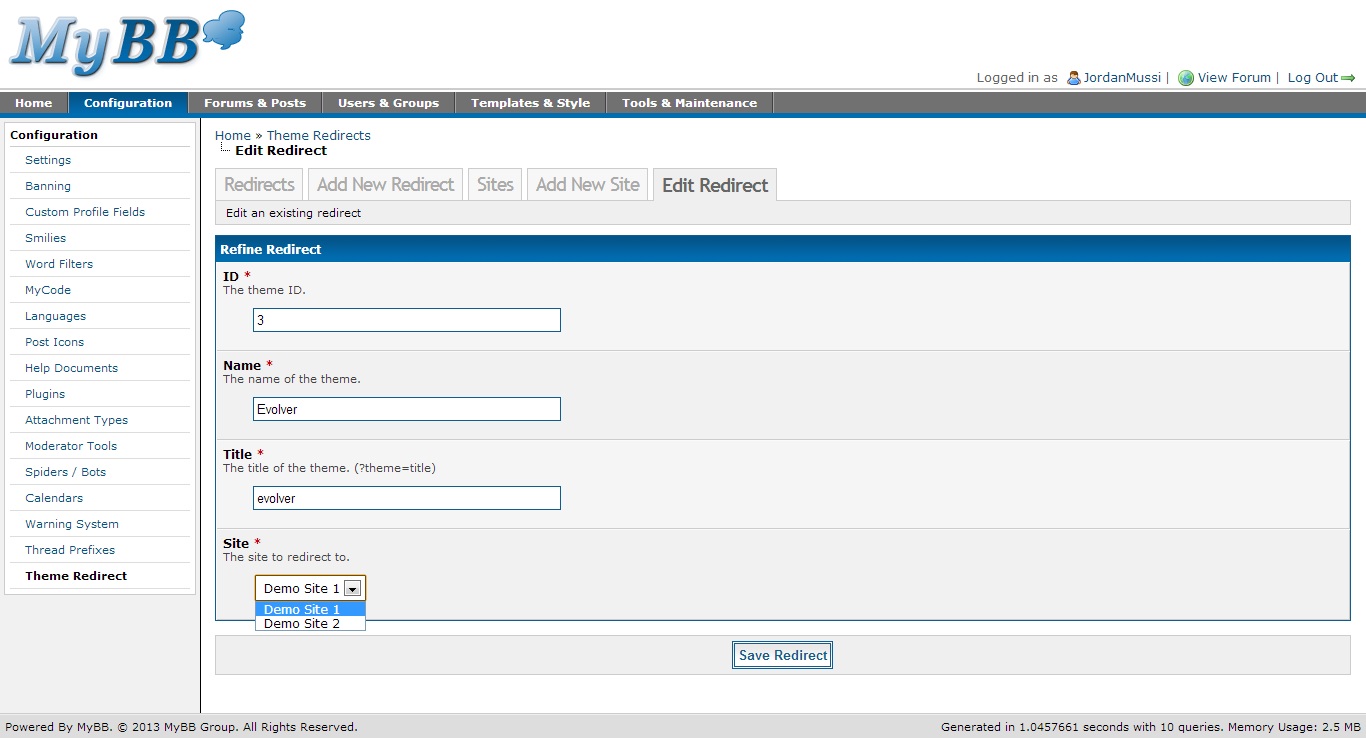 MyBB
Logged in as JordanMussi | View Forum | Log Out
Home Configuration Forums & Posts Users & Groups Templates & Style Tools & Maintenance
Configuration
Settings
Banning
Custom Profile Fields
Smilies
Word Filters
MyCode
Languages
Post Icons
Help Documents
Plugins
Attachment Types
Moderator Tools
Spiders / Bots
Calendars
Warning System
Thread Prefixes
Theme Redirect
Home » Theme Redirects
Edit Redirect
Redirects Add New Redirect Sites Add New Site Edit Redirect
Edit an existing redirect
Refine Redirect
ID *
The theme ID.
3
Name *
The name of the theme.
Evolver
Title *
The title of the theme. (?theme=title)
evolver
Site *
The site to redirect to.
Demo Site 1
Demo Site 1
Demo Site 2
Save Redirect
Powered By MyBB. © 2013 MyBB Group. All Rights Reserved.
Generated in 1.0457661 seconds with 10 queries. Memory Usage: 2.5 MB